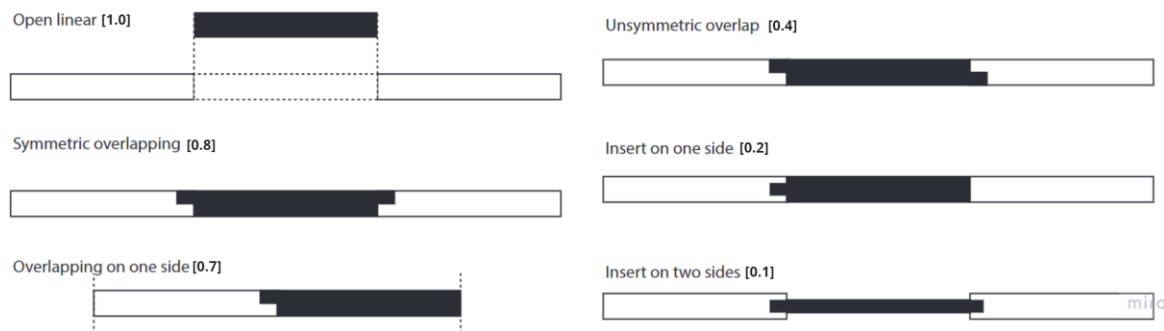 Open linear [1.0]
Symmetric overlapping [0.8]
Overlapping on one side [0.7]
Unsymmetric overlap [0.4]
Insert on one side [0.2]
Insert on two sides [0.1]
miro